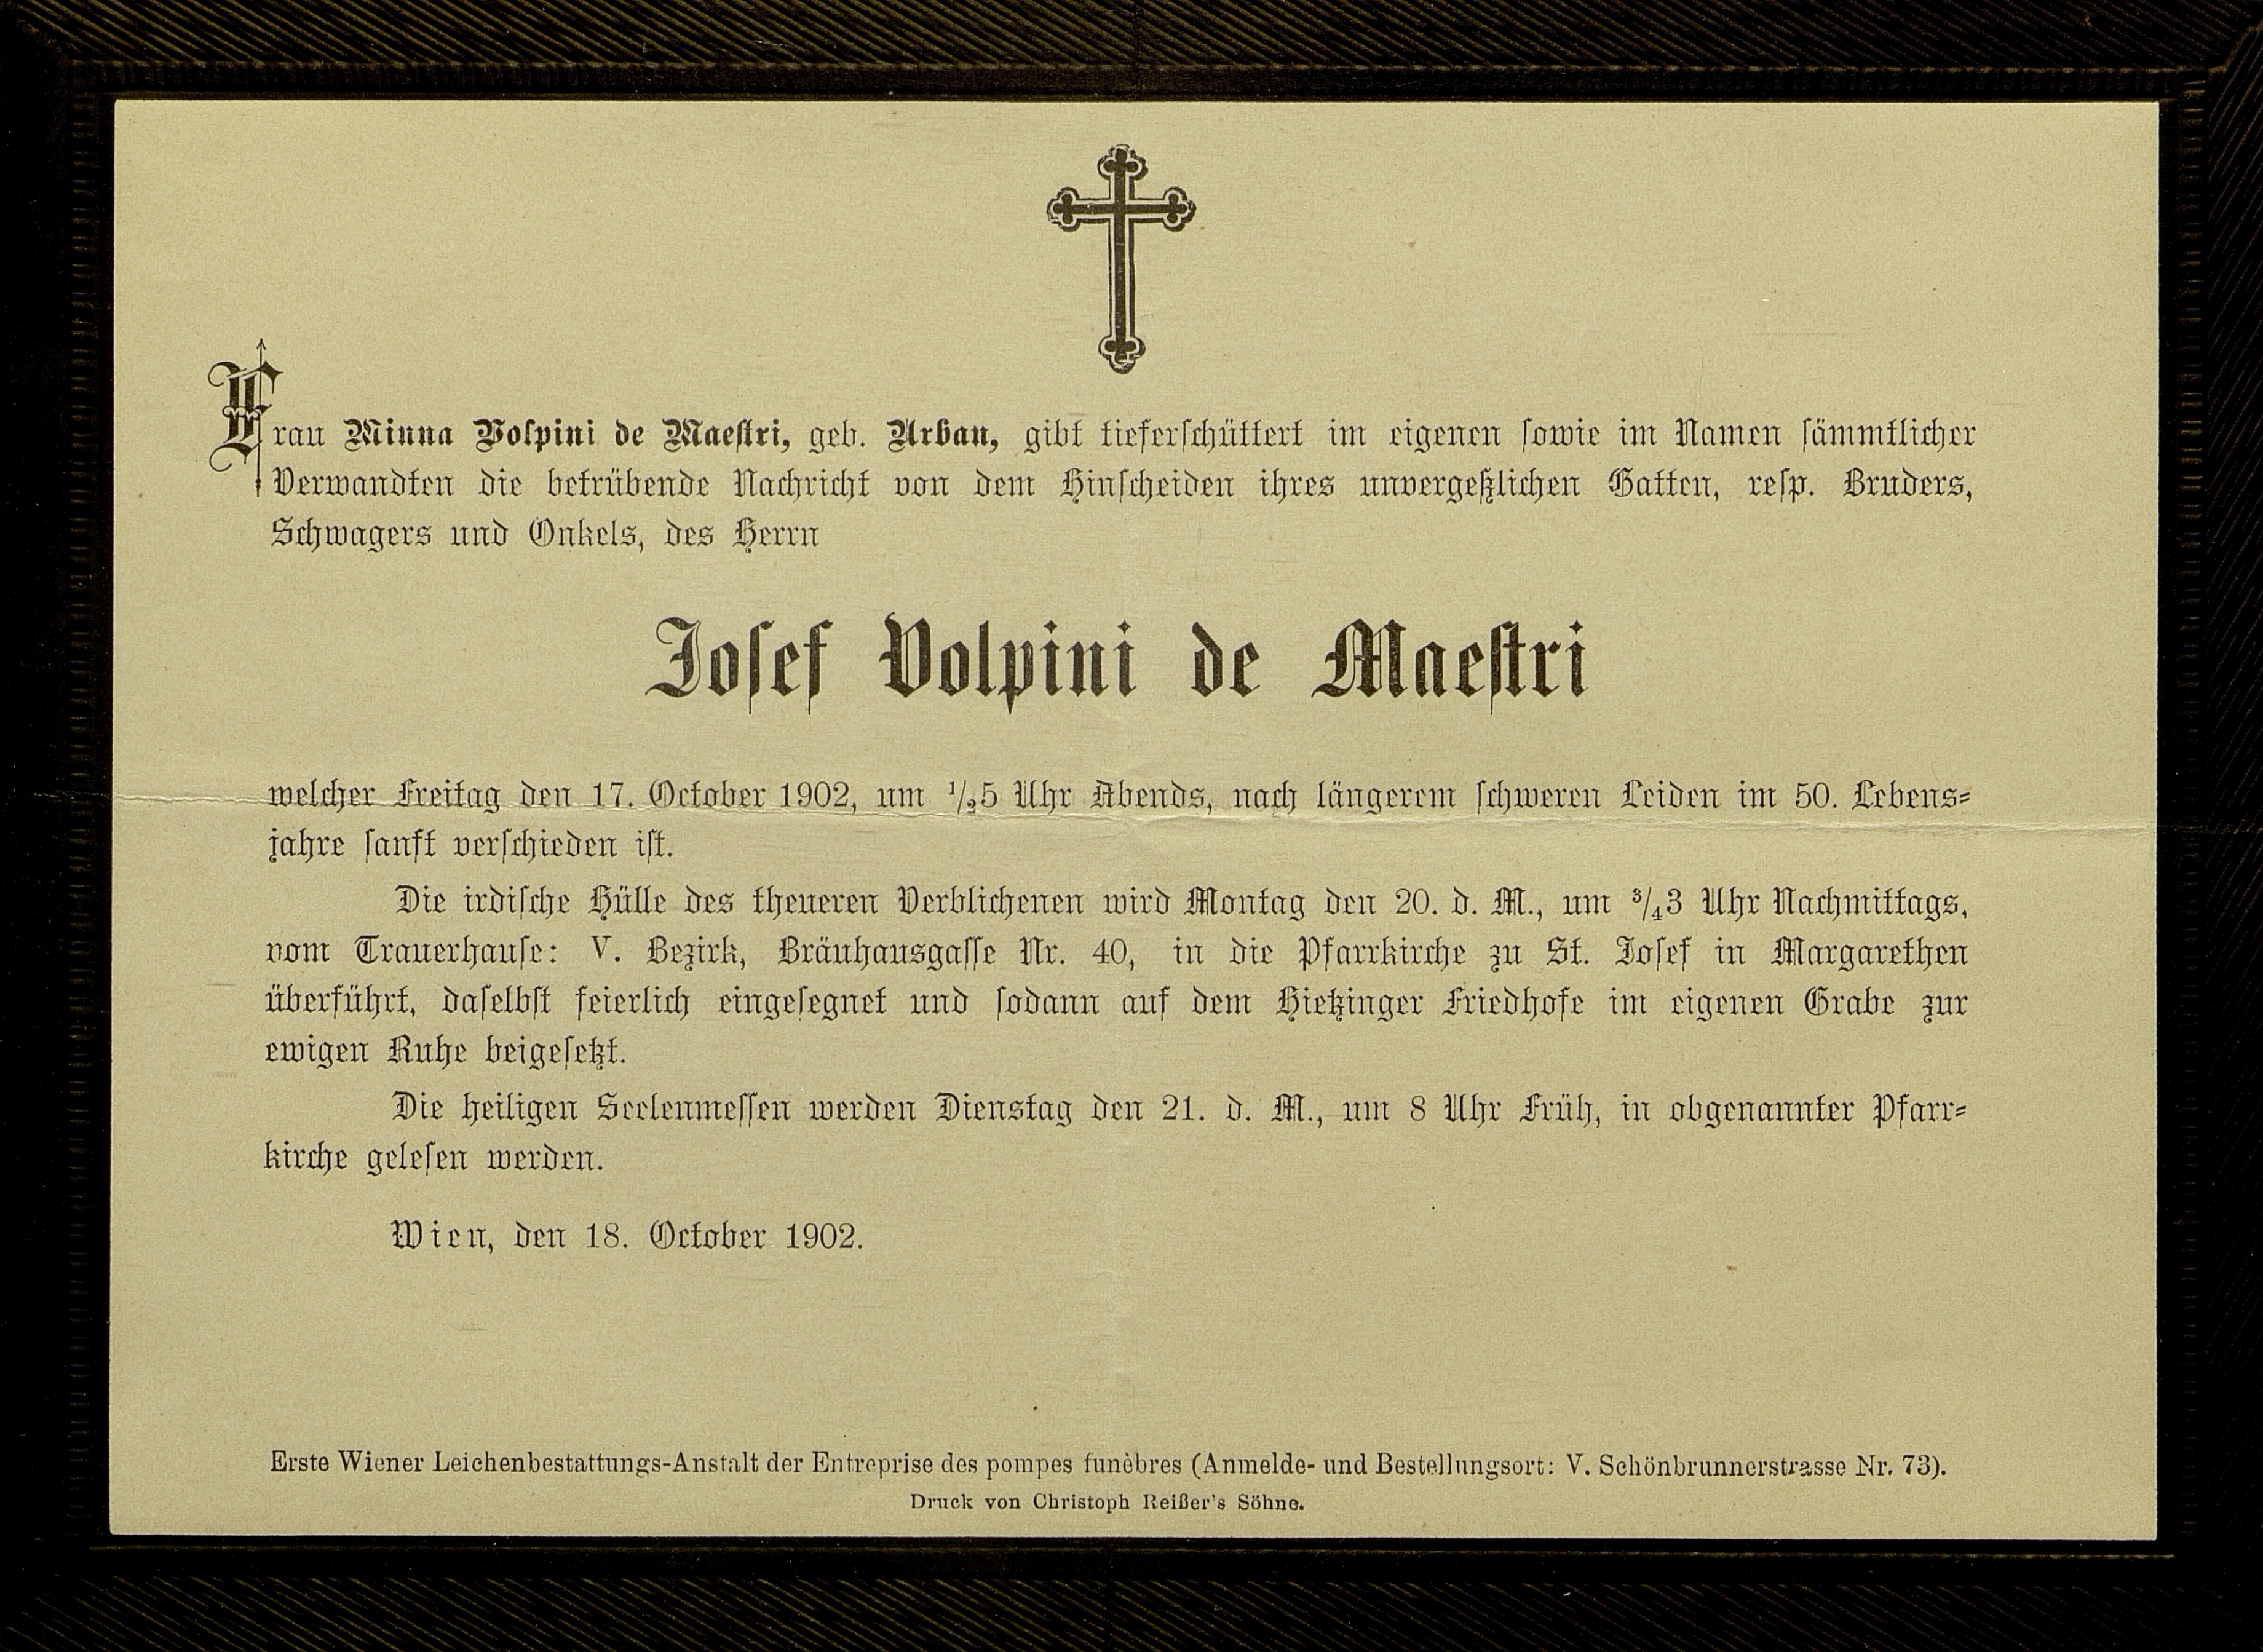 Frau Minna Volpini de Maestri, geb. Urban, gibt tieferschüttert im eigenen sowie im Namen sämmtlicher
Verwandten die betrübende Nachricht von dem Hinscheiden ihres unvergeßlichen Gatten, resp. Bruders,
Schwagers und Onkels, des Herrn
Josef Volpini de Maestri
welcher Freitag den 17. October 1902, um 1/2 5 Uhr Abends, nach längerem schweren Leiden im 50. Lebens-
jahre sanft verschieden ist.
Die irdische Hülle des theueren Verblichenen wird Montag den 20. d. M., um 3/4 3 Uhr Nachmittags,
vom Trauerhause: V. Bezirk, Bräuhausgasse Nr. 40, in die Pfarrkirche zu St. Josef in Margarethen
überführt, daselbst feierlich eingesegnet und sodann auf dem Hietzinger Friedhofe im eigenen Grabe zur
ewigen Ruhe beigesetzt.
Die heiligen Seelenmessen werden Dienstag den 21. d. M., um 8 Uhr Früh, in obgenannter Pfarr-
kirche gelesen werden.
Wien, den 18. October 1902.
Erste Wiener Leichenbestattungs-Anstalt der Entreprise des pompes funèbres (Anmelde- und Bestellungsort: V. Schönbrunnerstrasse Nr. 73).
Druck von Christoph Reißer's Söhne.